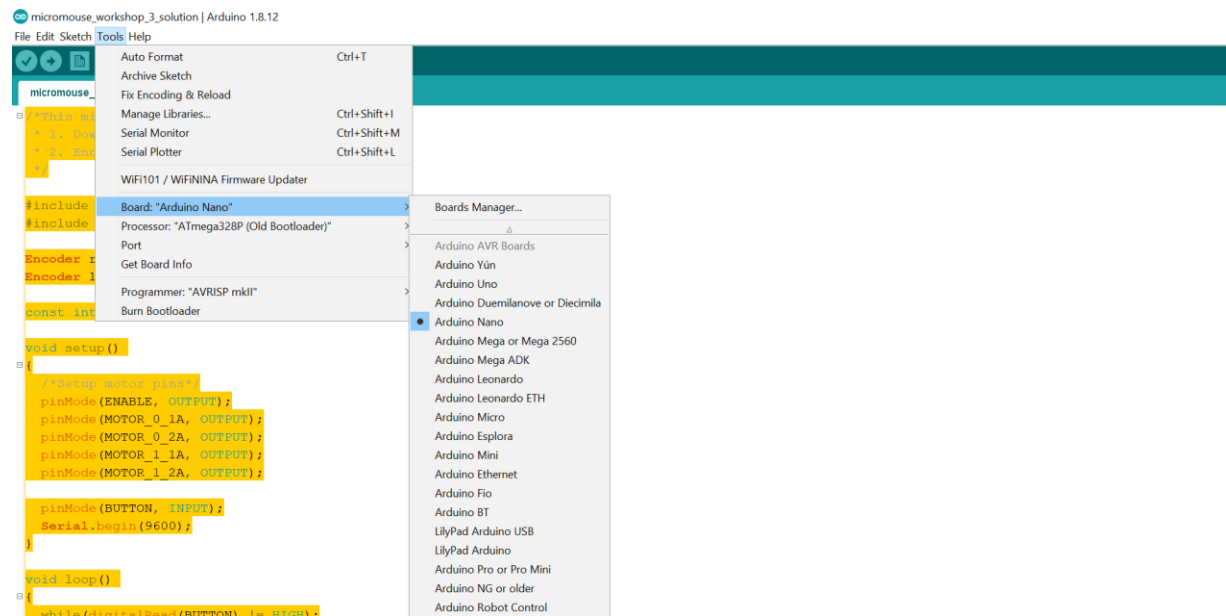 micromouse_workshop_3_solution | Arduino 1.8.12
File Edit Sketch Tools Help
micromouse_
Auto Format Ctrl+T
Archive Sketch
Fix Encoding & Reload
Manage Libraries... Ctrl+Shift+I
Serial Monitor Ctrl+Shift+M
Serial Plotter Ctrl+Shift+L
WiFi101 / WiFiNINA Firmware Updater
Board: "Arduino Nano"
Processor: "ATmega328P (Old Bootloader)"
Port
Get Board Info
Programmer: "AVRISP mkII"
Burn Bootloader
Boards Manager...
Arduino AVR Boards
Arduino Yún
Arduino Uno
Arduino Duemilanove or Diecimila
Arduino Nano
Arduino Mega or Mega 2560
Arduino Mega ADK
Arduino Leonardo
Arduino Leonardo ETH
Arduino Micro
Arduino Esplora
Arduino Mini
Arduino Ethernet
Arduino Fio
Arduino BT
LilyPad Arduino USB
LilyPad Arduino
Arduino Pro or Pro Mini
Arduino NG or older
Arduino Robot Control
/*This mi
* 1. Dow
* 2. Enc
*/
#include
#include
Encoder r
Encoder l
const int
void setup()
{
/*Setup motor pins*/
pinMode(ENABLE, OUTPUT);
pinMode(MOTOR_0_1A, OUTPUT);
pinMode(MOTOR_0_2A, OUTPUT);
pinMode(MOTOR_1_1A, OUTPUT);
pinMode(MOTOR_1_2A, OUTPUT);
pinMode(BUTTON, INPUT);
Serial.begin(9600);
}
void loop()
{
while(digitalRead(BUTTON) != HIGH);